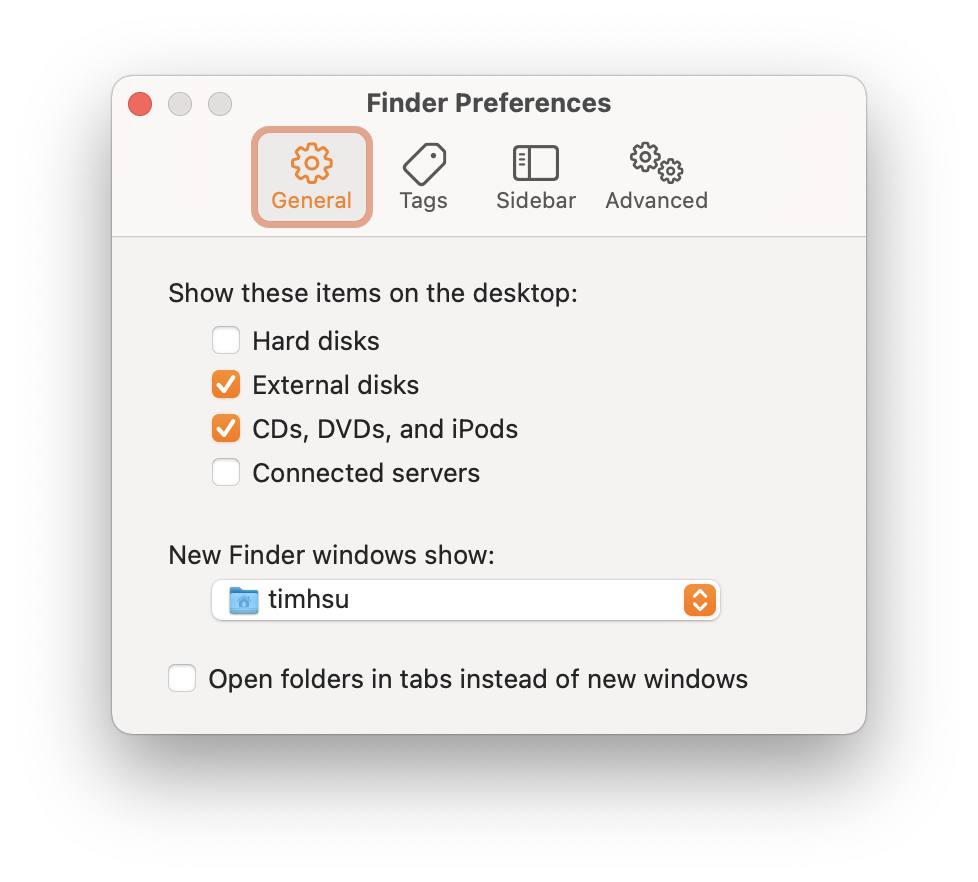 Finder Preferences
General Tags Sidebar Advanced
Show these items on the desktop:
Hard disks
External disks
CDs, DVDs, and iPods
Connected servers
New Finder windows show:
timhsu
Open folders in tabs instead of new windows